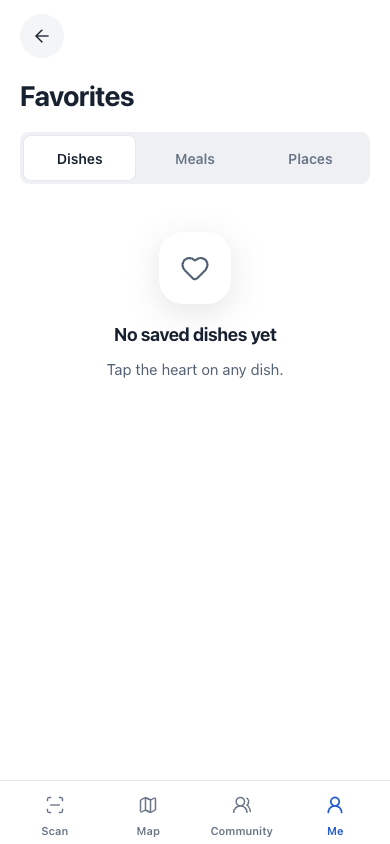 Favorites
Dishes
Meals
Places
No saved dishes yet
Tap the heart on any dish.
Scan
Map
Community
Me